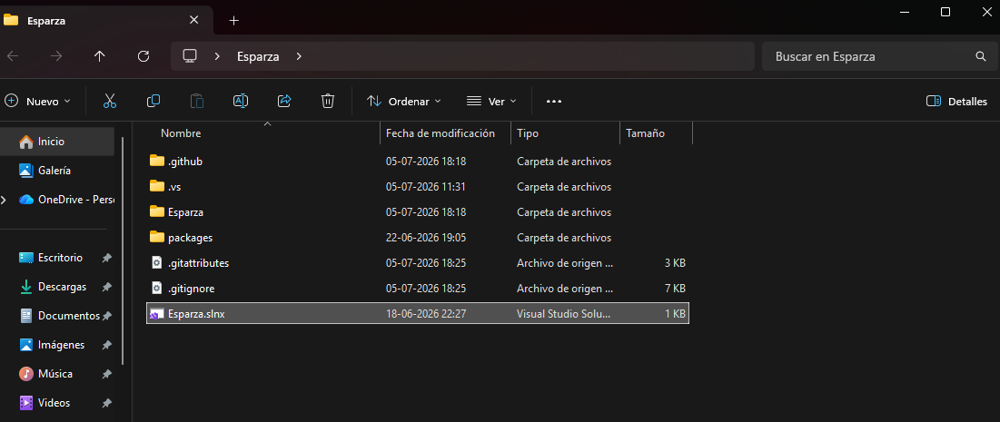 Esparza
Esparza
Buscar en Esparza
Nuevo
Ordenar
Ver
Detalles
Inicio
Galería
OneDrive - Pers
Escritorio
Descargas
Documentos
Imágenes
Música
Videos
Nombre Fecha de modificación Tipo Tamaño
.github 05-07-2026 18:18 Carpeta de archivos
.vs 05-07-2026 11:31 Carpeta de archivos
Esparza 05-07-2026 18:18 Carpeta de archivos
packages 22-06-2026 19:05 Carpeta de archivos
.gitattributes 05-07-2026 18:25 Archivo de origen ... 3 KB
.gitignore 05-07-2026 18:25 Archivo de origen ... 7 KB
Esparza.slnx 18-06-2026 22:27 Visual Studio Solu... 1 KB